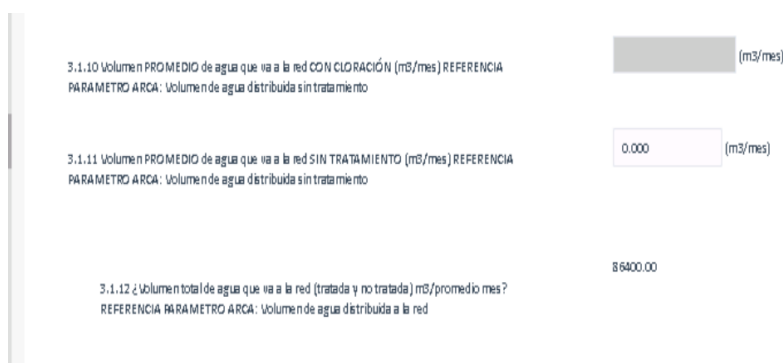 3.1.10 Volumen PROMEDIO de agua que va a la red CON CLORACIÓN (m3/mes) REFERENCIA
PARAMETRO ARCA: Volumen de agua distribuida sin tratamiento
(m3/mes)
3.1.11 Volumen PROMEDIO de agua que va a la red SIN TRATAMIENTO (m3/mes) REFERENCIA
PARAMETRO ARCA: Volumen de agua distribuida sin tratamiento
0.000 (m3/mes)
86400.00
3.1.12 ¿Volumen total de agua que va a la red (tratada y no tratada) m3/promedio mes?
REFERENCIA PARAMETRO ARCA: Volumen de agua distribuida a la red